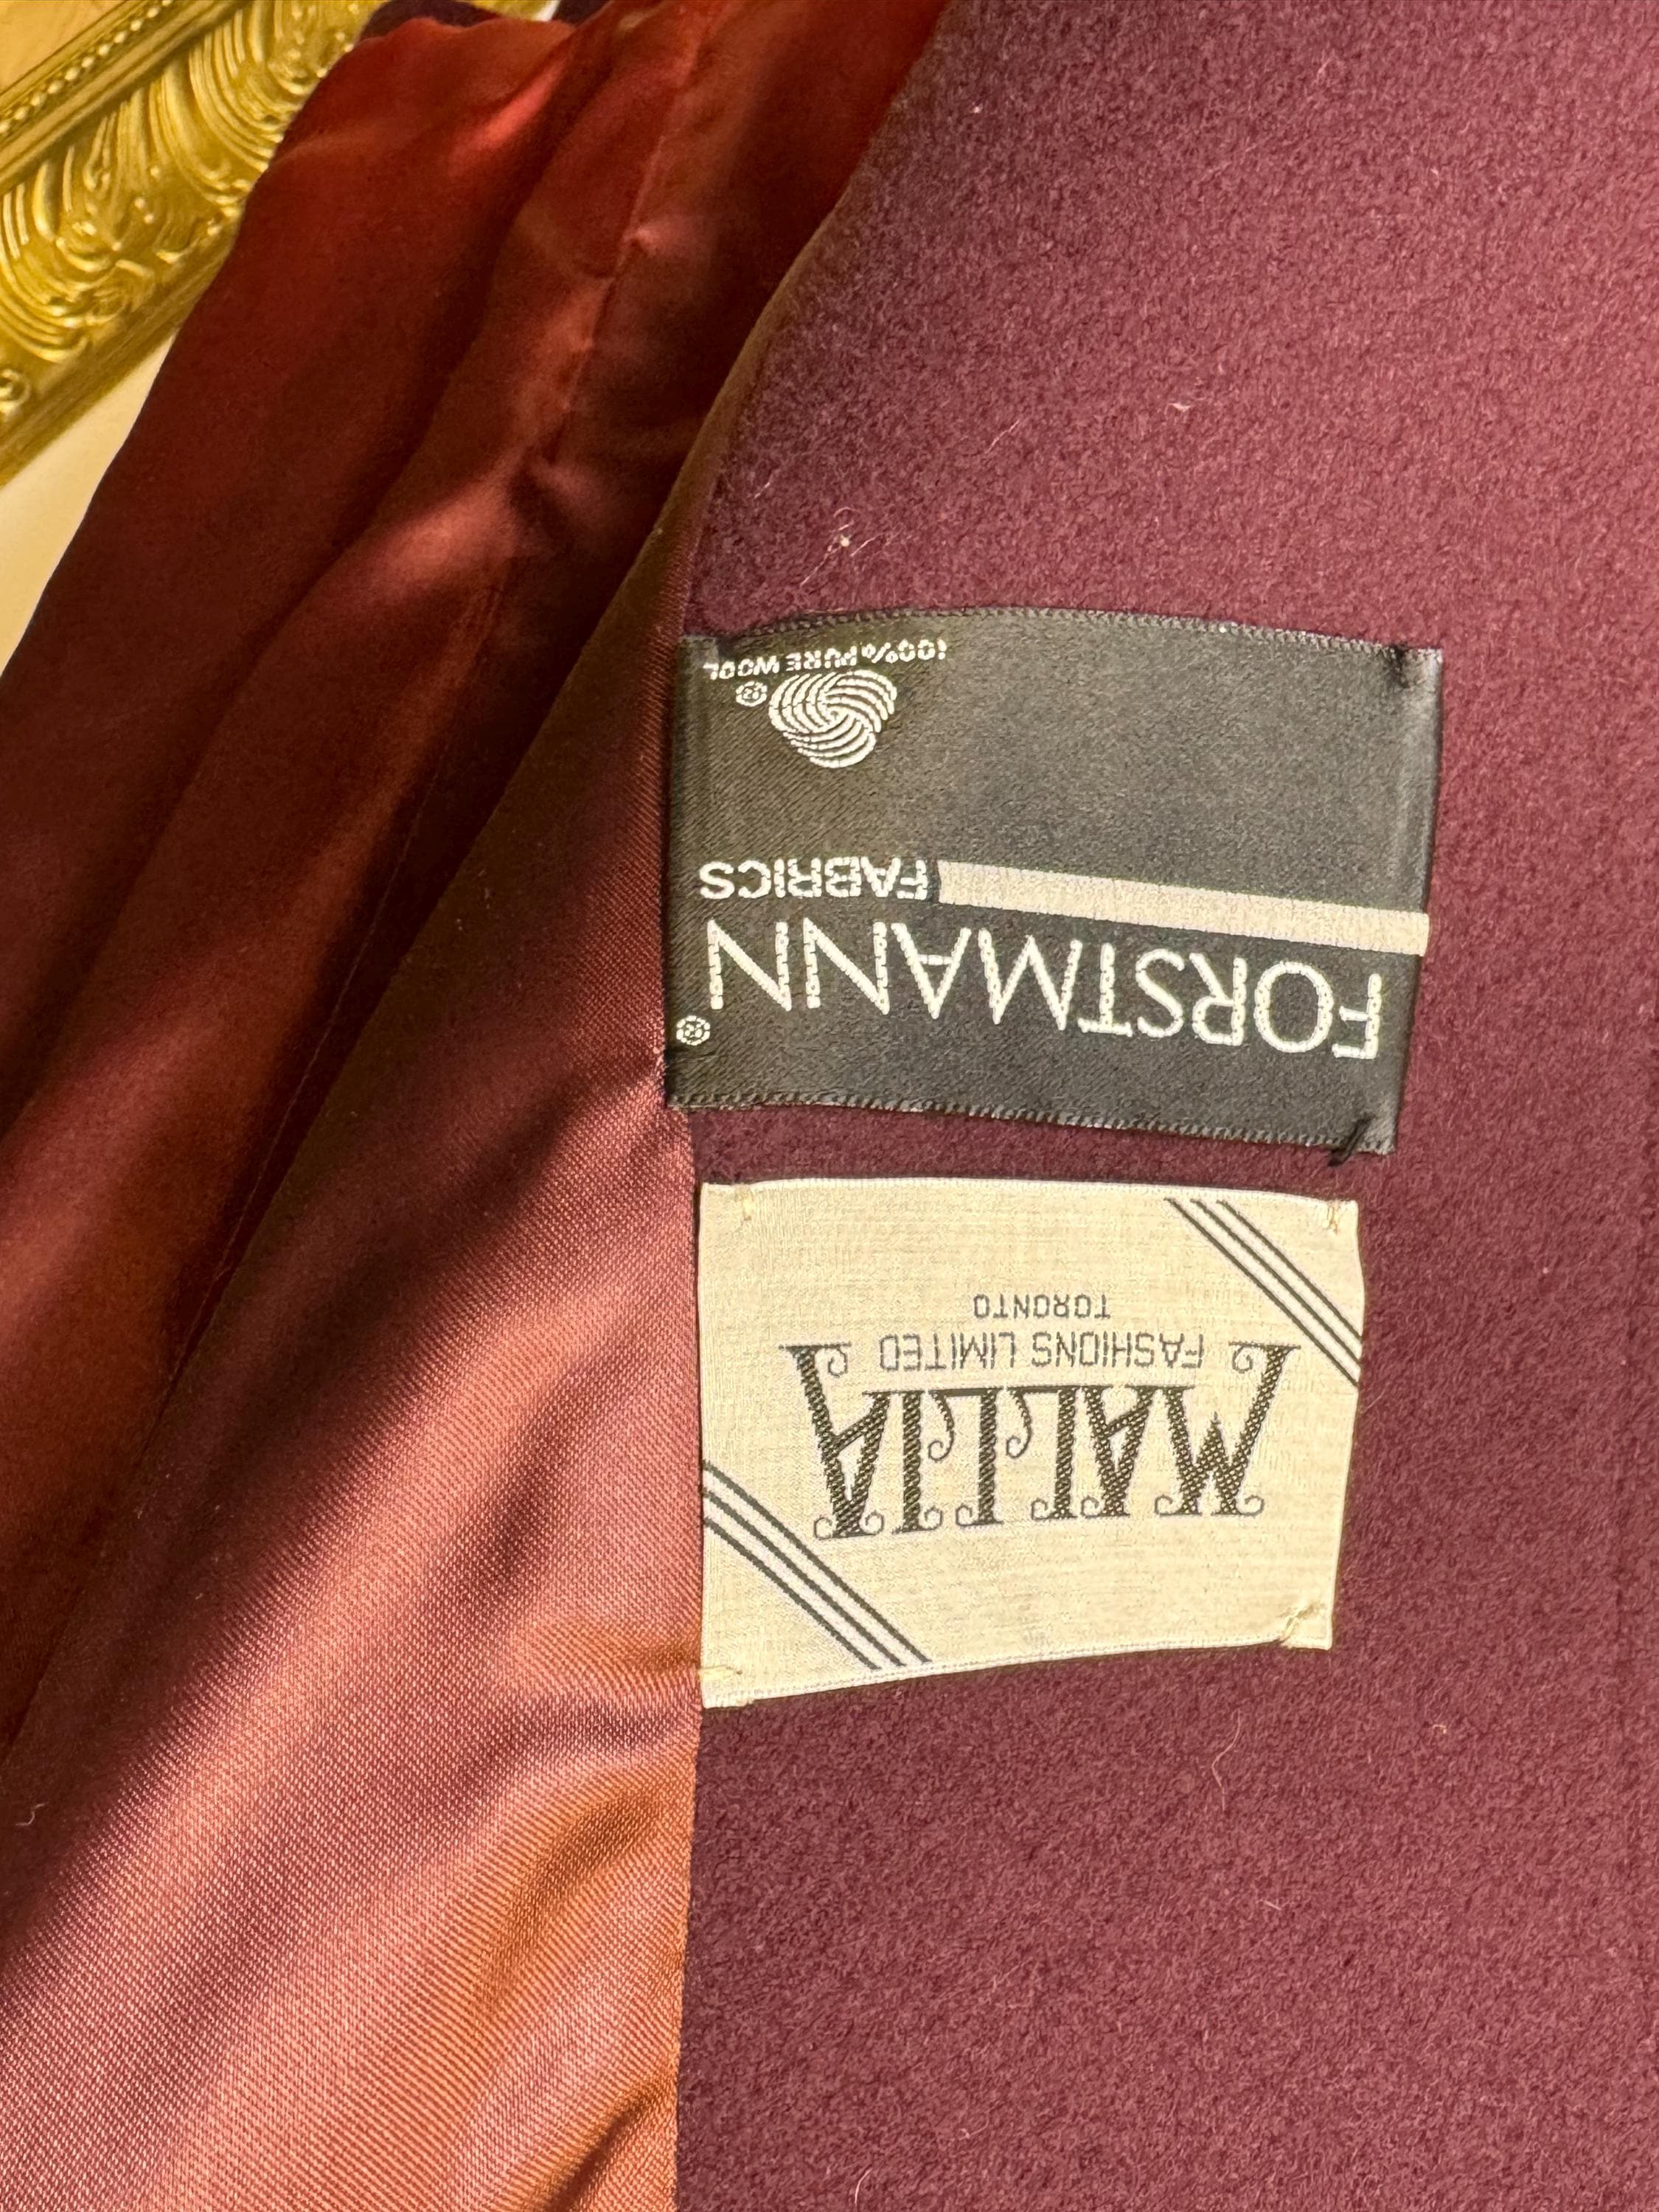 MALLIA
FASHIONS LIMITED
TORONTO
FORSTMANN®
FABRICS
®
100% PURE WOOL